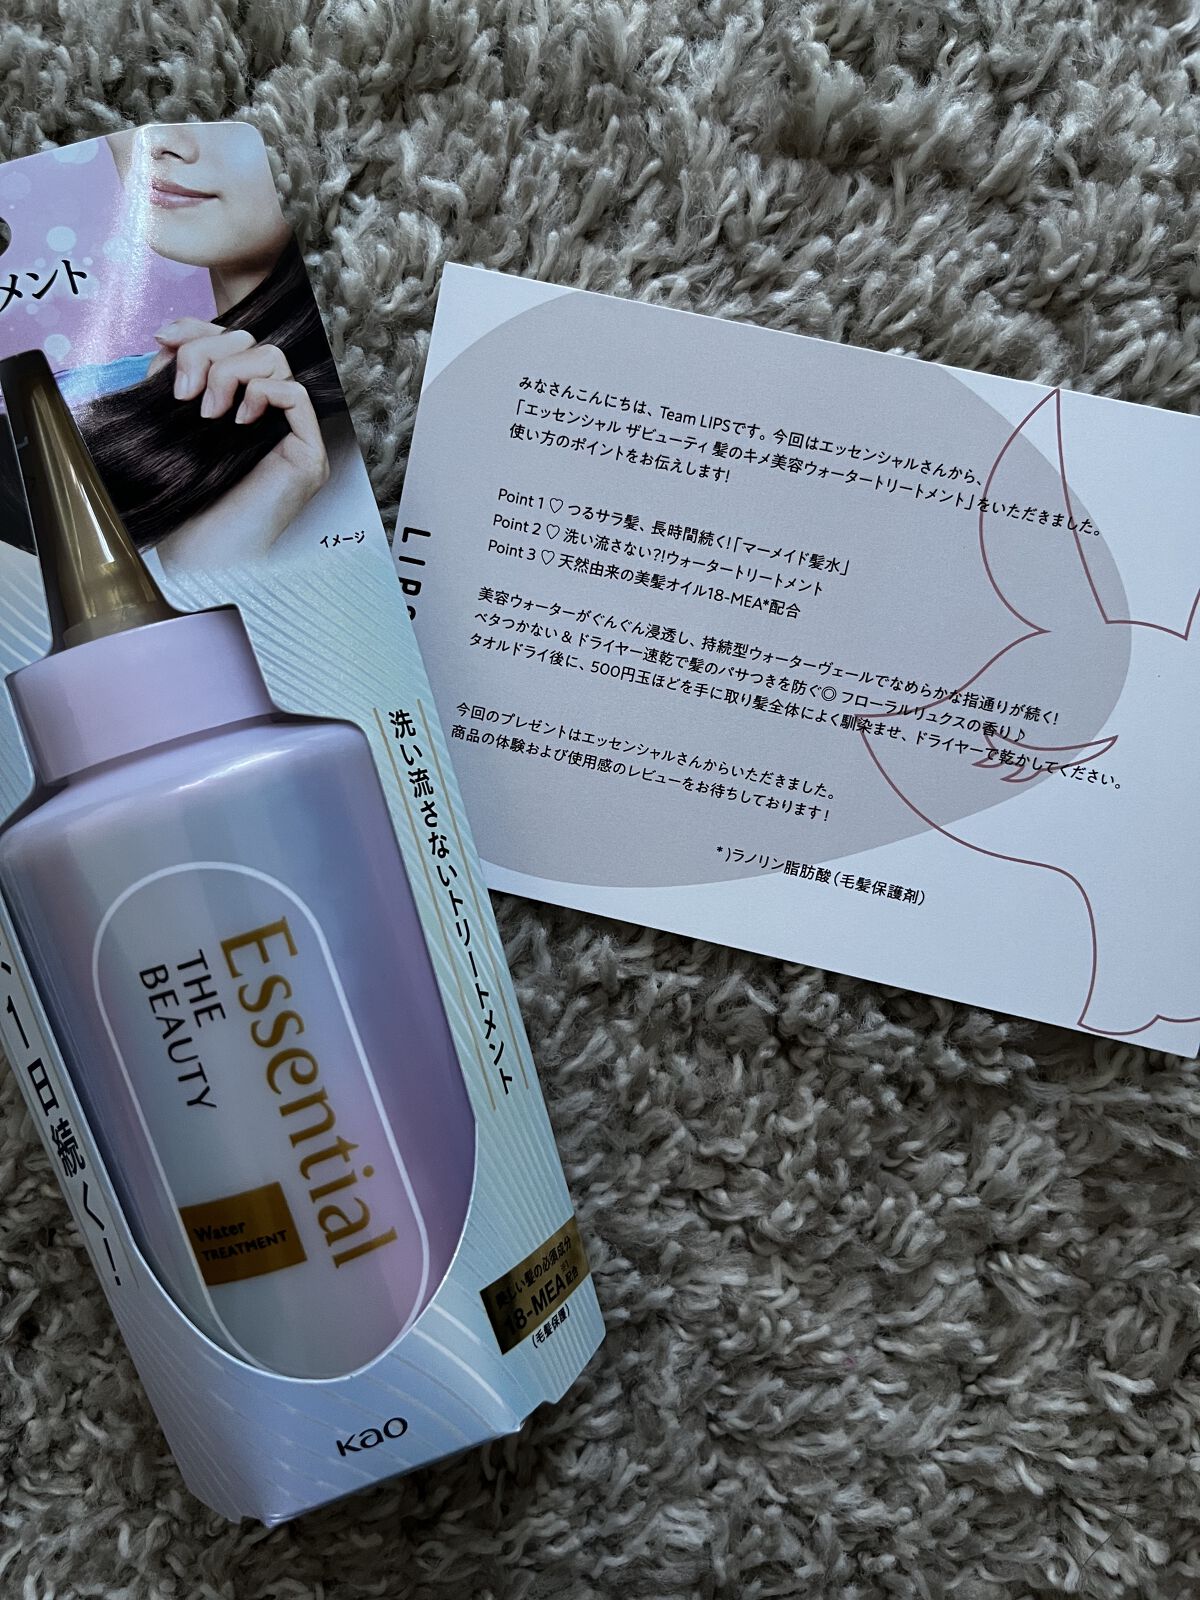 メント
イメージ
LIPS
洗い流さないトリートメント
1日続く!
Essential
THE
BEAUTY
Water
TREATMENT
美しい髪の必須成分
18-MEA※1配合
(毛髪保護)
kao
みなさんこんにちは、Team LIPSです。今回はエッセンシャルさんから、
「エッセンシャル ザビューティ 髪のキメ美容ウォータートリートメント」をいただきました。
使い方のポイントをお伝えします!
Point 1 ♡ つるサラ髪、長時間続く!「マーメイド髪水」
Point 2 ♡ 洗い流さない?!ウォータートリートメント
Point 3 ♡ 天然由来の美髪オイル18-MEA*配合
美容ウォーターがぐんぐん浸透し、持続型ウォーターヴェールでなめらかな指通りが続く!
ベタつかない & ドライヤー速乾で髪のパサつきを防ぐ◎ フローラルリュクスの香り♪
タオルドライ後に、500円玉ほどを手に取り髪全体によく馴染ませ、ドライヤーで乾かしてください。
今回のプレゼントはエッセンシャルさんからいただきました。
商品の体験および使用感のレビューをお待ちしております!
*)ラノリン脂肪酸(毛髪保護剤)